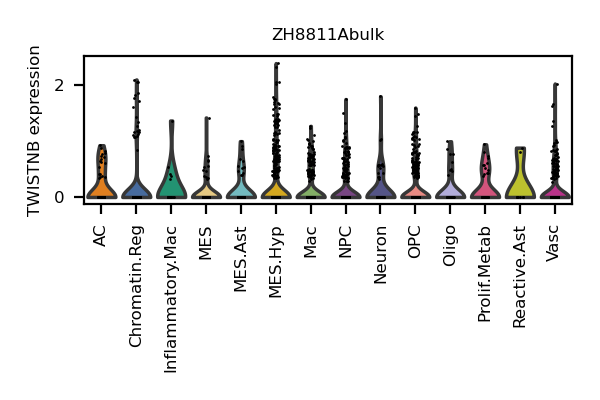 ZH8811Abulk
TWISTNB expression
2
0
AC
Chromatin.Reg
Inflammatory.Mac
MES
MES.Ast
MES.Hyp
Mac
NPC
Neuron
OPC
Oligo
Prolif.Metab
Reactive.Ast
Vasc